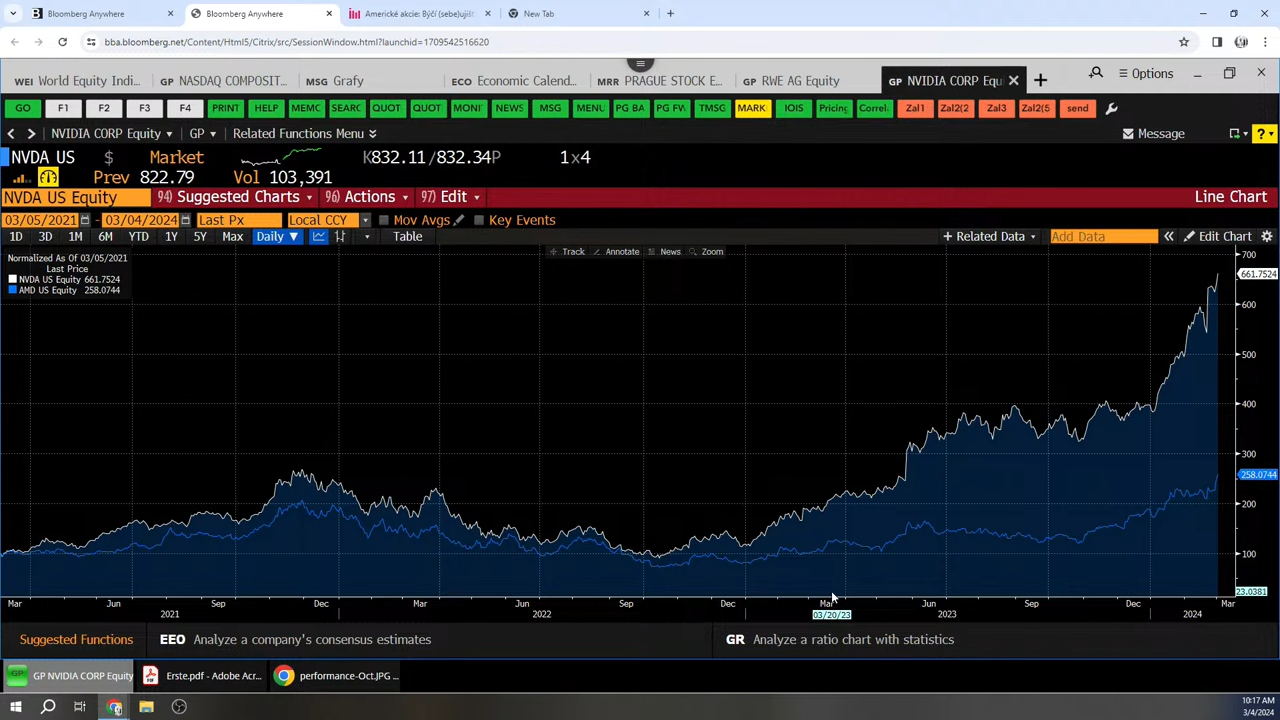 Bloomberg Anywhere
Bloomberg Anywhere
Americké akcie: Býčí (sebe)ujiš
New Tab
bba.bloomberg.net/Content/Html5/Citrix/src/SessionWindow.html?launchid=1709542516620
WEI World Equity Indi...
GP NASDAQ COMPOSIT...
MSG Grafy
ECO Economic Calend...
MRR PRAGUE STOCK E...
GP RWE AG Equity
GP NVIDIA CORP Equ
Options
GO F1 F2 F3 F4 PRINT HELP MEMC SEARC QUOT QUOT MONI NEWS MSG MENU PG BA PG FW TMSG MARK IOIS Pricing Correl Zal1 Zal2(2 Zal3 Zal2(5 send
NVIDIA CORP Equity GP Related Functions Menu Message ?
NVDA US $ Market K832.11/832.34P 1x4
Prev 822.79 Vol 103,391
NVDA US Equity 94) Suggested Charts 96) Actions 97) Edit Line Chart
03/05/2021 - 03/04/2024 Last Px Local CCY Mov Avgs Key Events
1D 3D 1M 6M YTD 1Y 5Y Max Daily Table + Related Data Add Data Edit Chart
Track Annotate News Zoom
Normalized As Of 03/05/2021
Last Price
NVDA US Equity 661.7524
AMD US Equity 258.0744
700
661.7524
600
500
400
300
258.0744
200
100
23.0381
Mar Jun Sep Dec Mar Jun Sep Dec Mar Jun Sep Dec Mar
2021 2022 03/20/23 2023 2024
Suggested Functions EEO Analyze a company's consensus estimates GR Analyze a ratio chart with statistics
GP GP NVIDIA CORP Equity
Erste.pdf - Adobe Acr...
performance-Oct.JPG ...
10:17 AM
3/4/2024